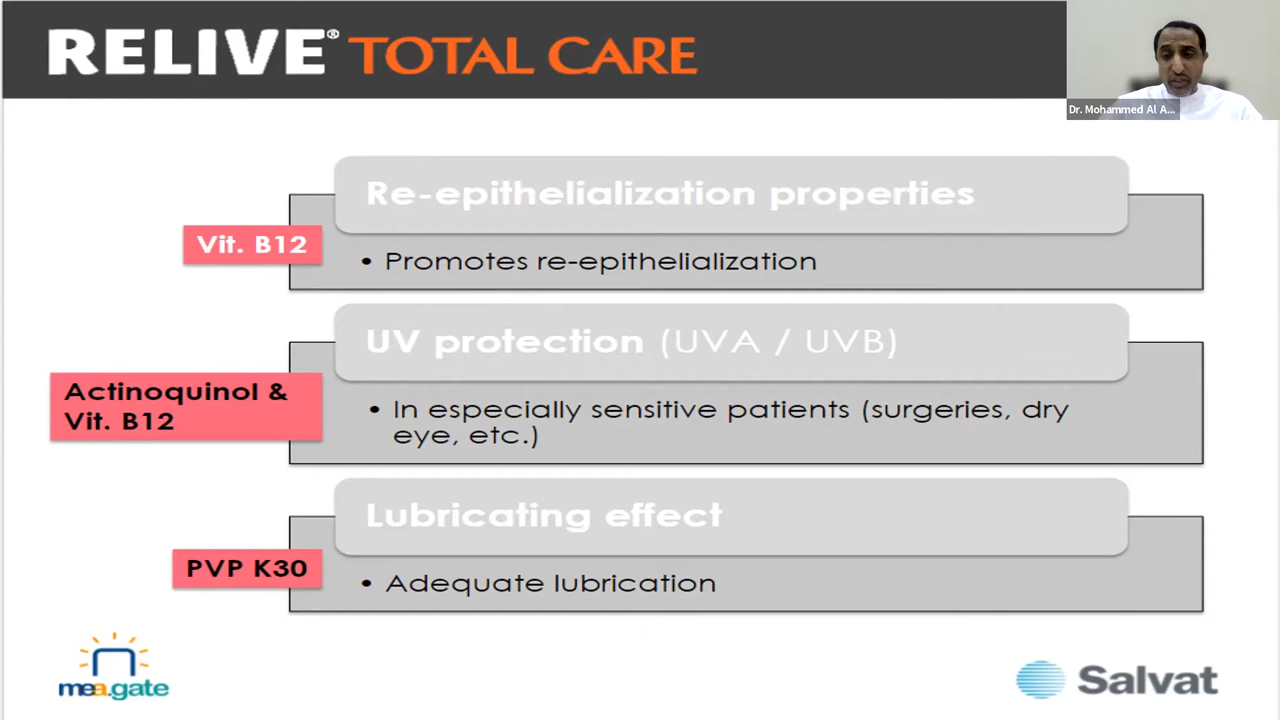 RELIVE® TOTAL CARE
Dr. Mohammed Al A...
Re-epithelialization properties
Vit. B12
• Promotes re-epithelialization
UV protection (UVA / UVB)
Actinoquinol &
Vit. B12
• In especially sensitive patients (surgeries, dry
eye, etc.)
Lubricating effect
PVP K30
• Adequate lubrication
mea.gate
Salvat